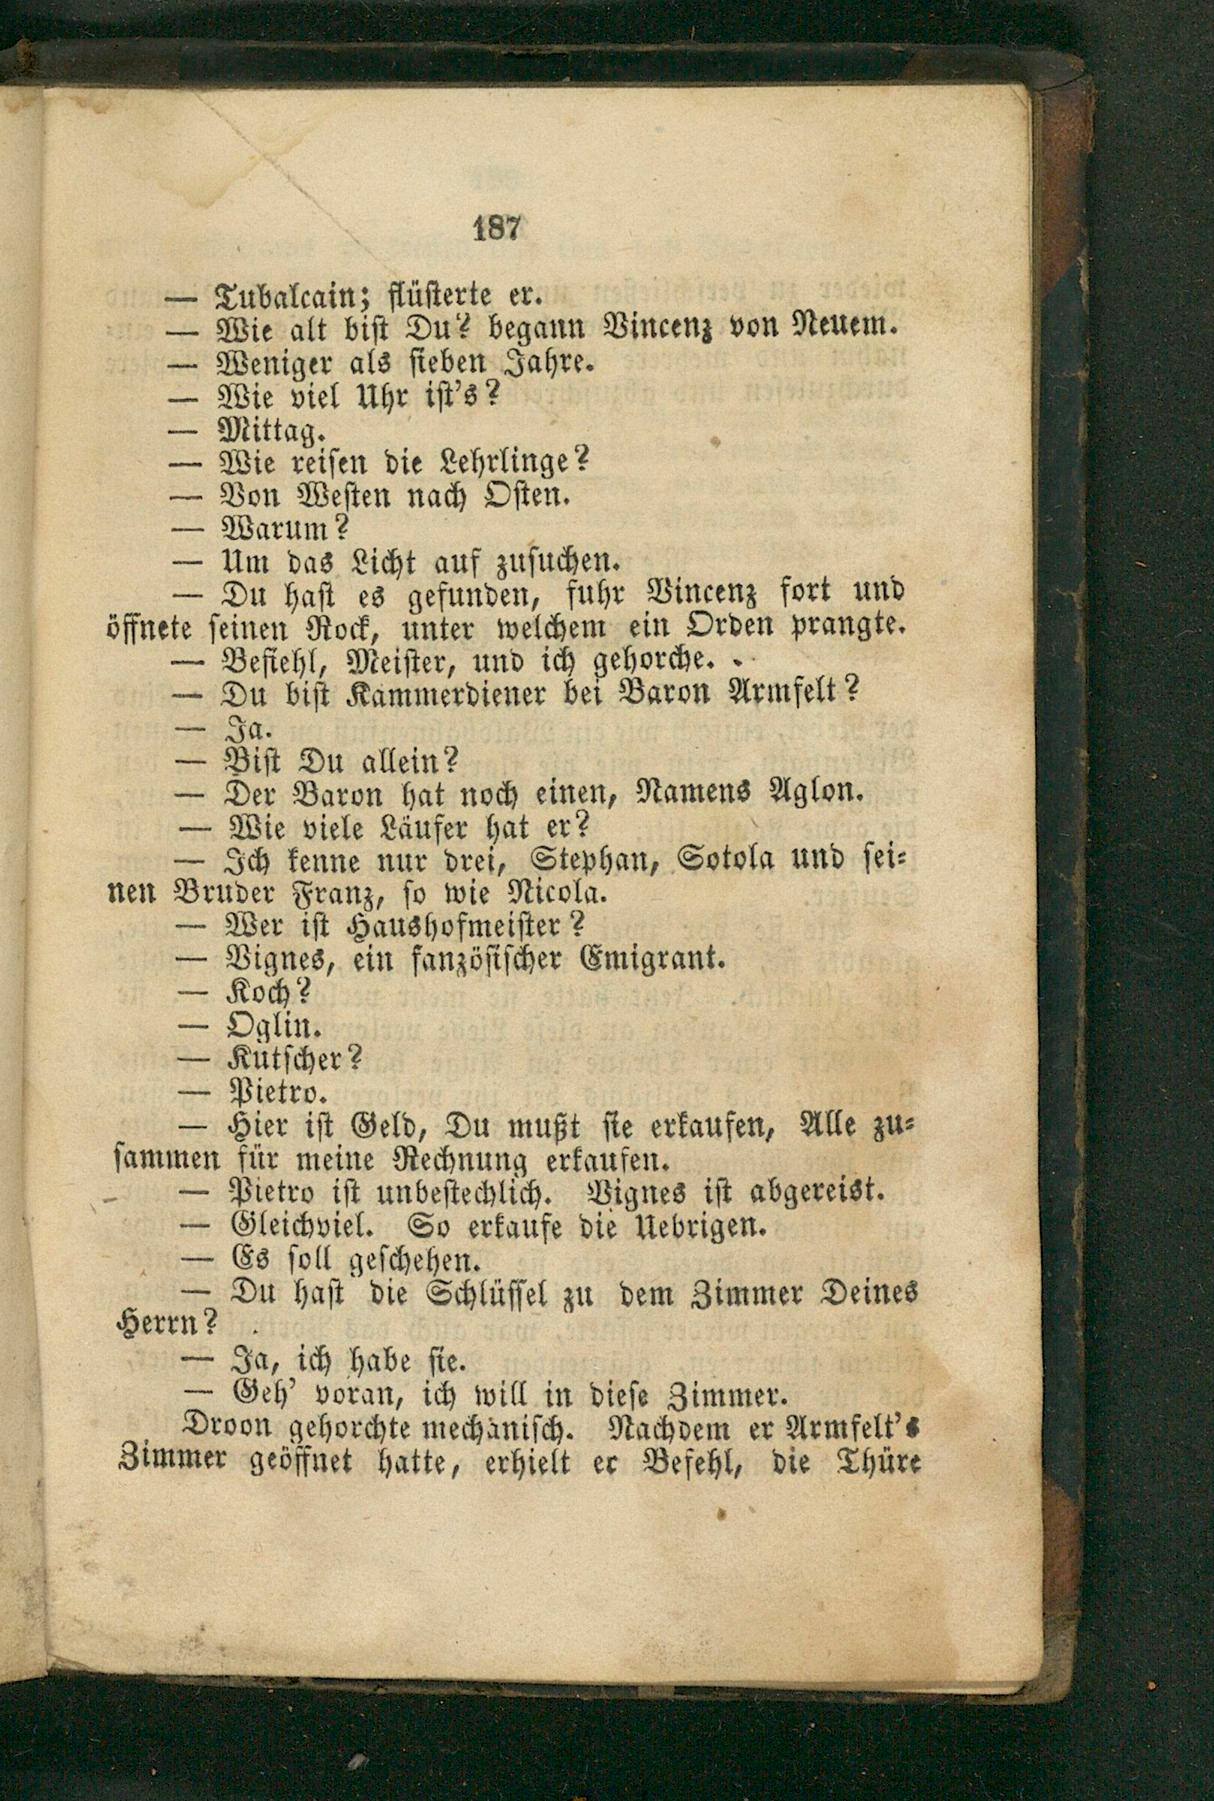 187
— Tubalcain; flüsterte er.
— Wie alt bist Du? begann Vincenz von Neuem.
— Weniger als sieben Jahre.
— Wie viel Uhr ist's?
— Mittag.
— Wie reisen die Lehrlinge?
— Von Westen nach Osten.
— Warum?
— Um das Licht auf zusuchen.
— Du hast es gefunden, fuhr Vincenz fort und
öffnete seinen Rock, unter welchem ein Orden prangte.
— Befiehl, Meister, und ich gehorche.
— Du bist Kammerdiener bei Baron Armfelt?
— Ja.
— Bist Du allein?
— Der Baron hat noch einen, Namens Aglon.
— Wie viele Läufer hat er?
— Ich kenne nur drei, Stephan, Sotola und sei-
nen Bruder Franz, so wie Nicola.
— Wer ist Haushofmeister?
— Vignes, ein fanzösischer Emigrant.
— Koch?
— Oglin.
— Kutscher?
— Pietro.
— Hier ist Geld, Du mußt sie erkaufen, Alle zu-
sammen für meine Rechnung erkaufen.
— Pietro ist unbestechlich. Vignes ist abgereist.
— Gleichviel. So erkaufe die Uebrigen.
— Es soll geschehen.
— Du hast die Schlüssel zu dem Zimmer Deines
Herrn?
— Ja, ich habe sie.
— Geh' voran, ich will in diese Zimmer.
Droon gehorchte mechanisch. Nachdem er Armfelt's
Zimmer geöffnet hatte, erhielt er Befehl, die Thüre